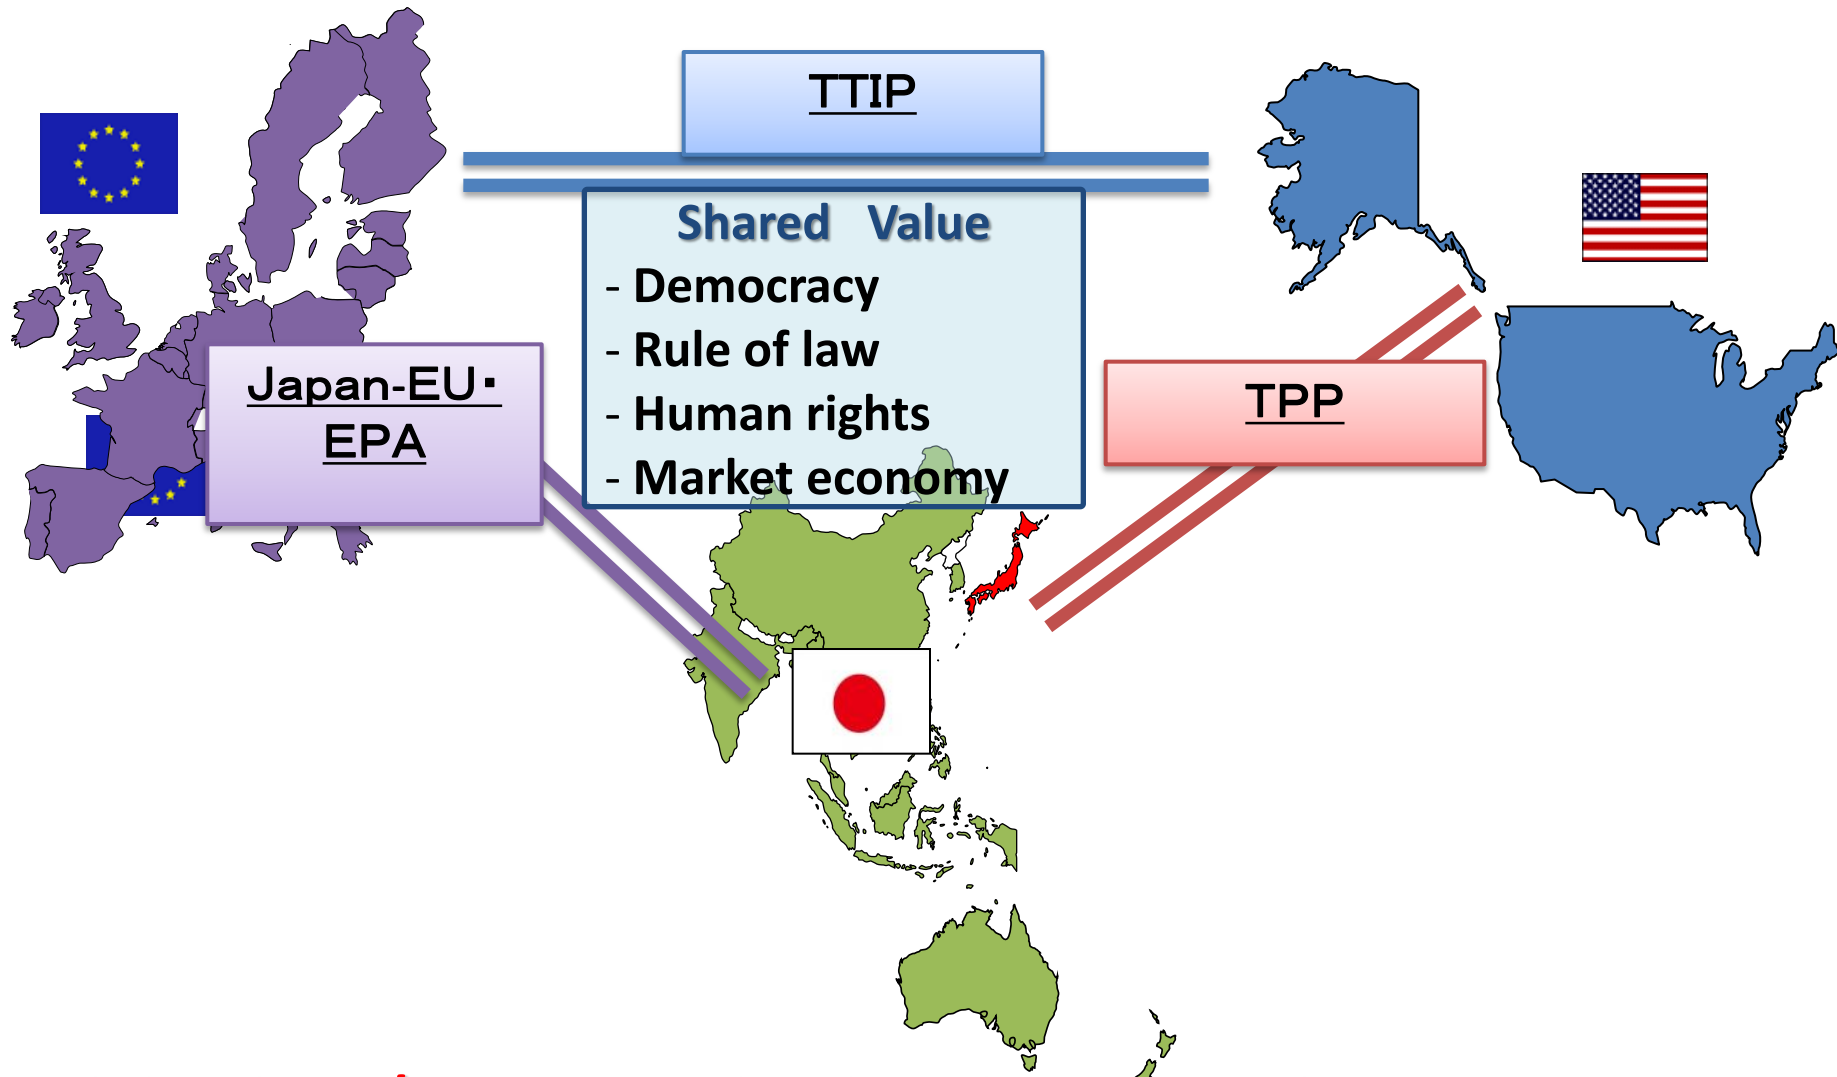 TTIP
Shared Value
- Democracy
- Rule of law
- Human rights
- Market economy
Japan-EU・
EPA
TPP